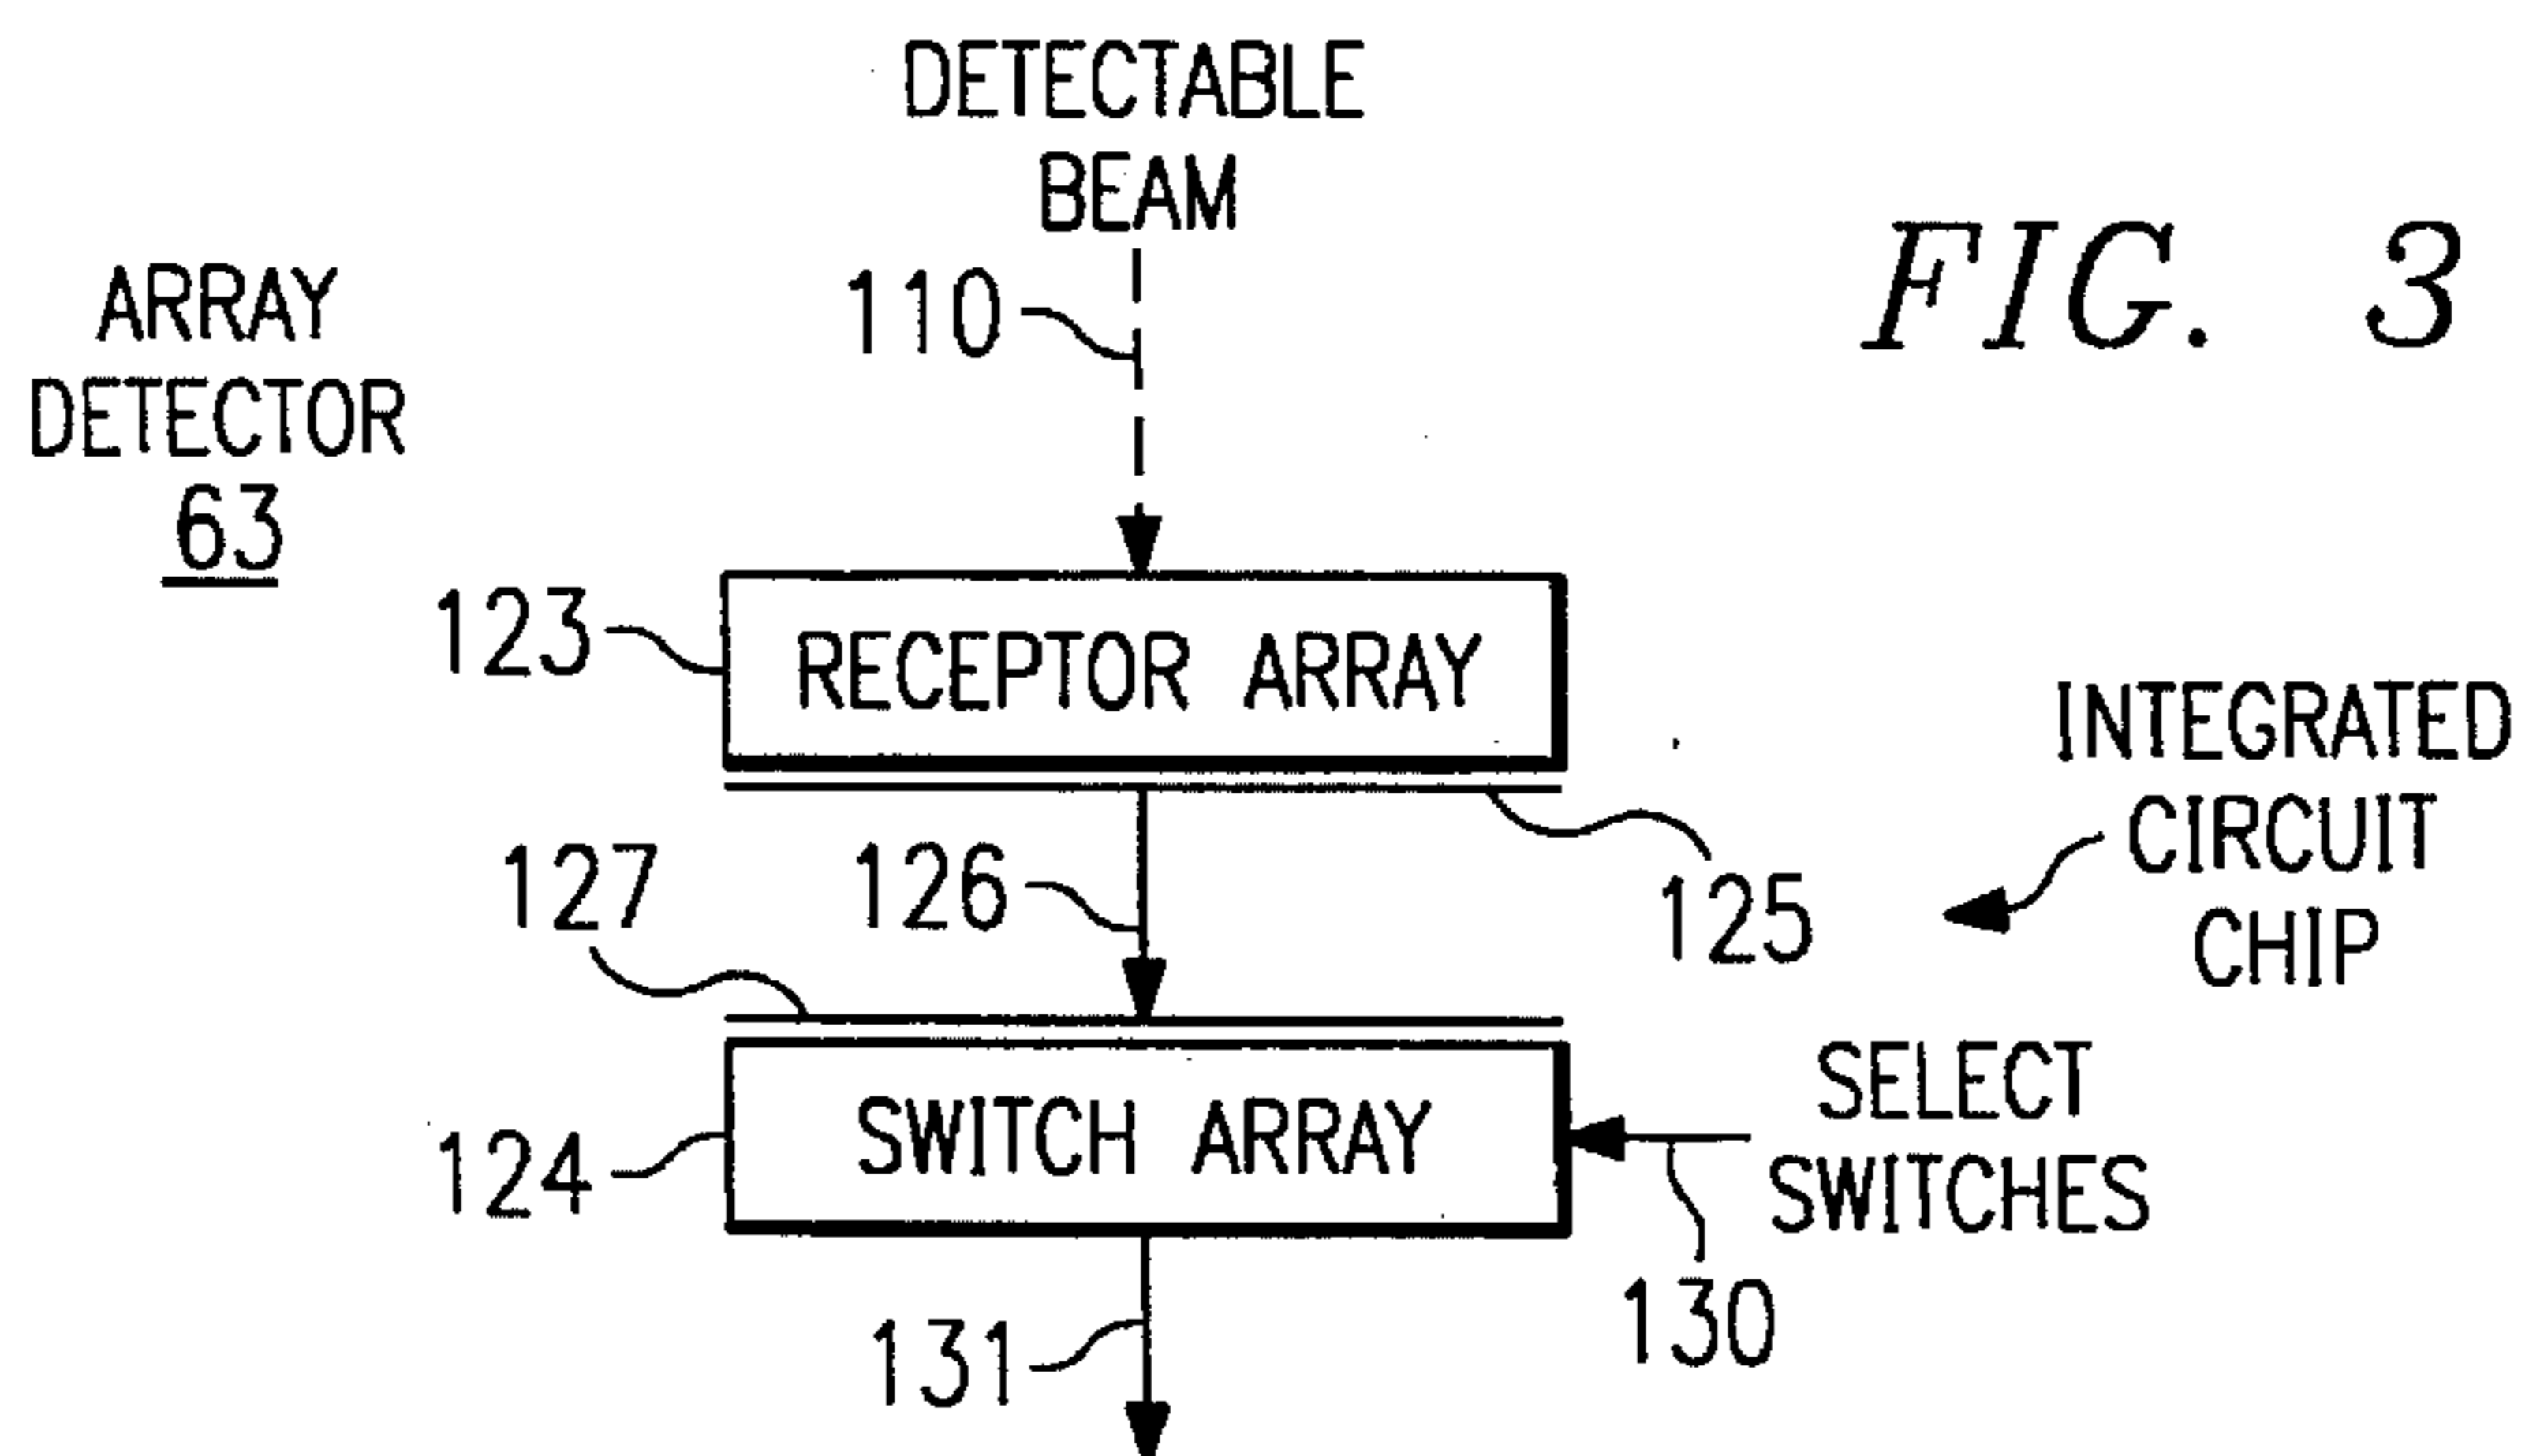 DETECTABLE
BEAM
FIG. 3
110
ARRAY
DETECTOR
63
123
RECEPTOR ARRAY
INTEGRATED
CIRCUIT
CHIP
127
126
125
124
SWITCH ARRAY
SELECT
SWITCHES
130
131